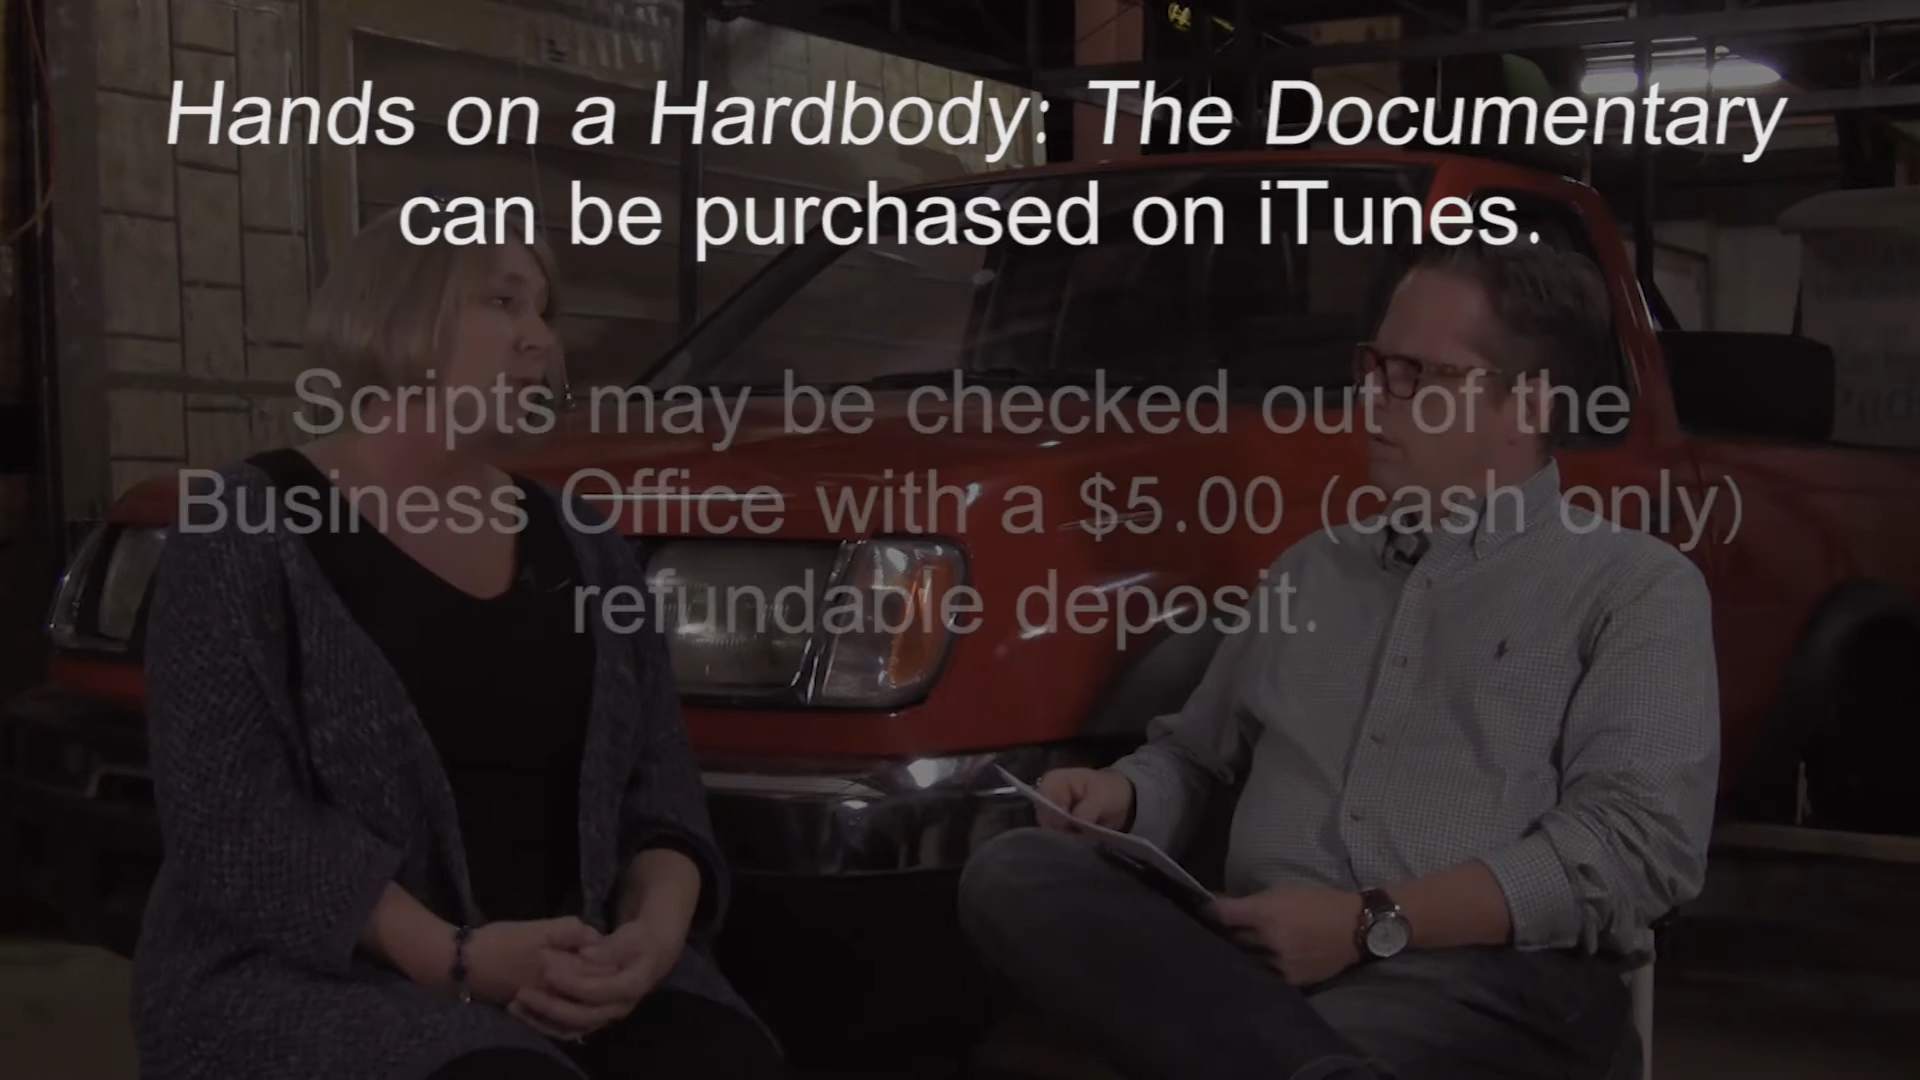 Hands on a Hardbody: The Documentary
can be purchased on iTunes.
Scripts may be checked out of the
Business Office with a $5.00 (cash only)
refundable deposit.